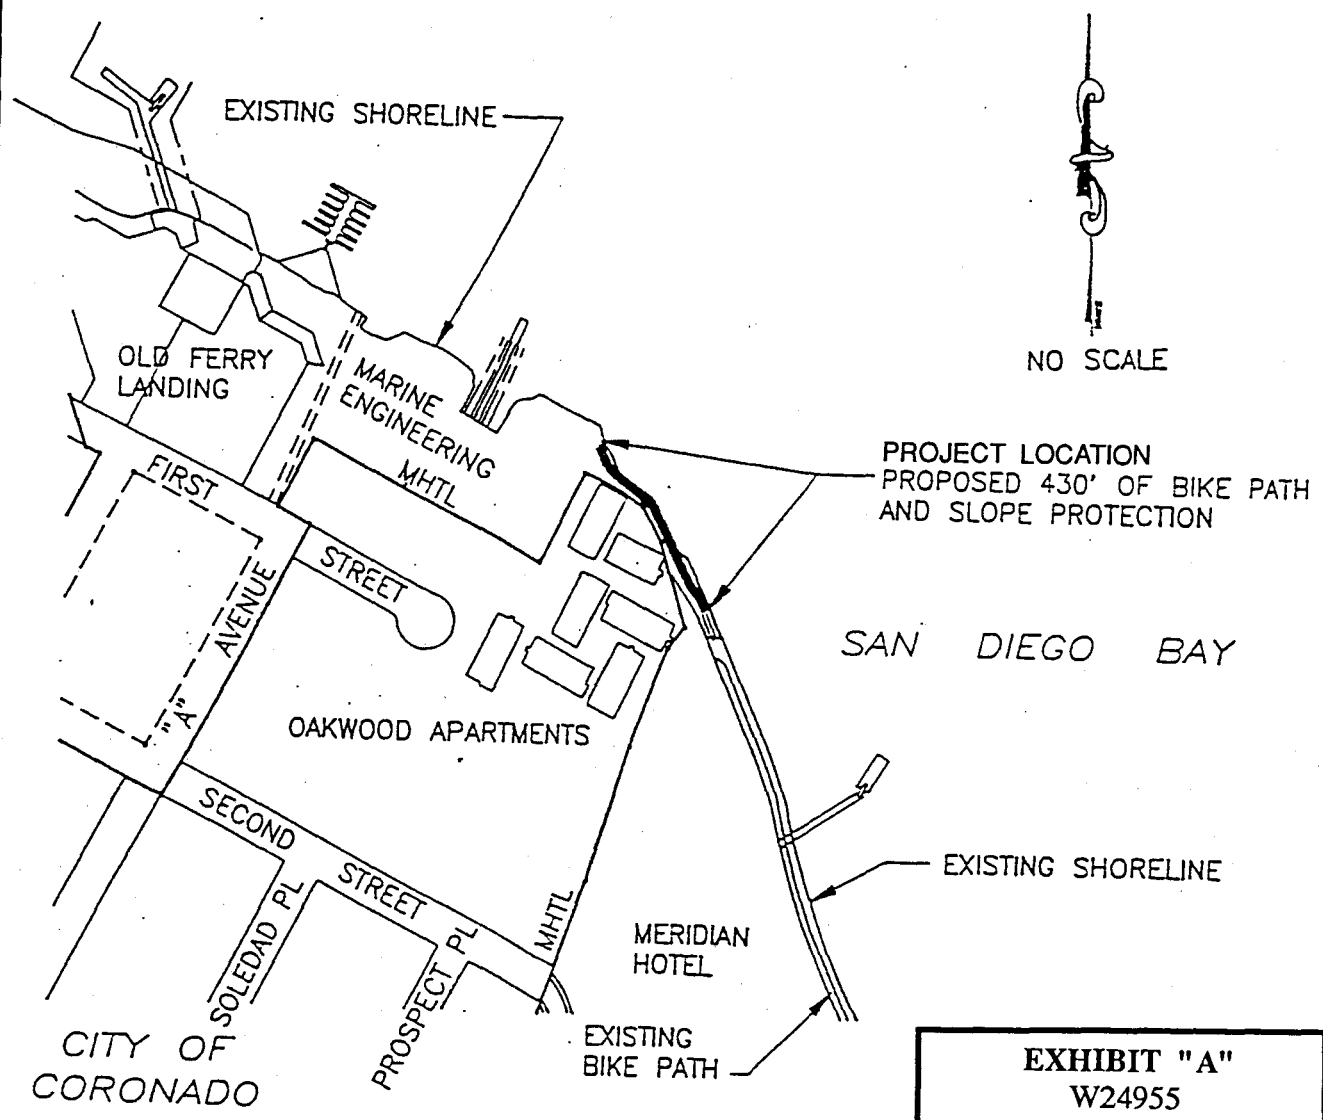 EXISTING SHORELINE
NO SCALE
OLD FERRY
LANDING
MARINE
ENGINEERING
MHTL
PROJECT LOCATION
PROPOSED 430' OF BIKE PATH
AND SLOPE PROTECTION
FIRST
STREET
"A" AVENUE
SAN DIEGO BAY
OAKWOOD APARTMENTS
SECOND
STREET
EXISTING SHORELINE
SOLEDAD PL
PROSPECT PL
MHTL
MERIDIAN
HOTEL
CITY OF
CORONADO
EXISTING
BIKE PATH
EXHIBIT "A"
W24955